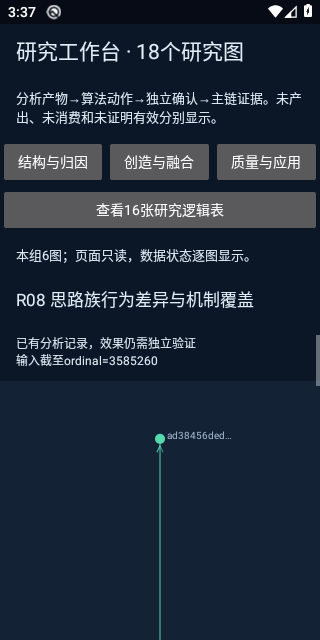 3:37
研究工作台 · 18个研究图
分析产物→算法动作→独立确认→主链证据。未产
出、未消费和未证明有效分别显示。
结构与归因
创造与融合
质量与应用
查看16张研究逻辑表
本组6图；页面只读，数据状态逐图显示。
R08 思路族行为差异与机制覆盖
已有分析记录，效果仍需独立验证
输入截至ordinal=3585260
ad38456ded...